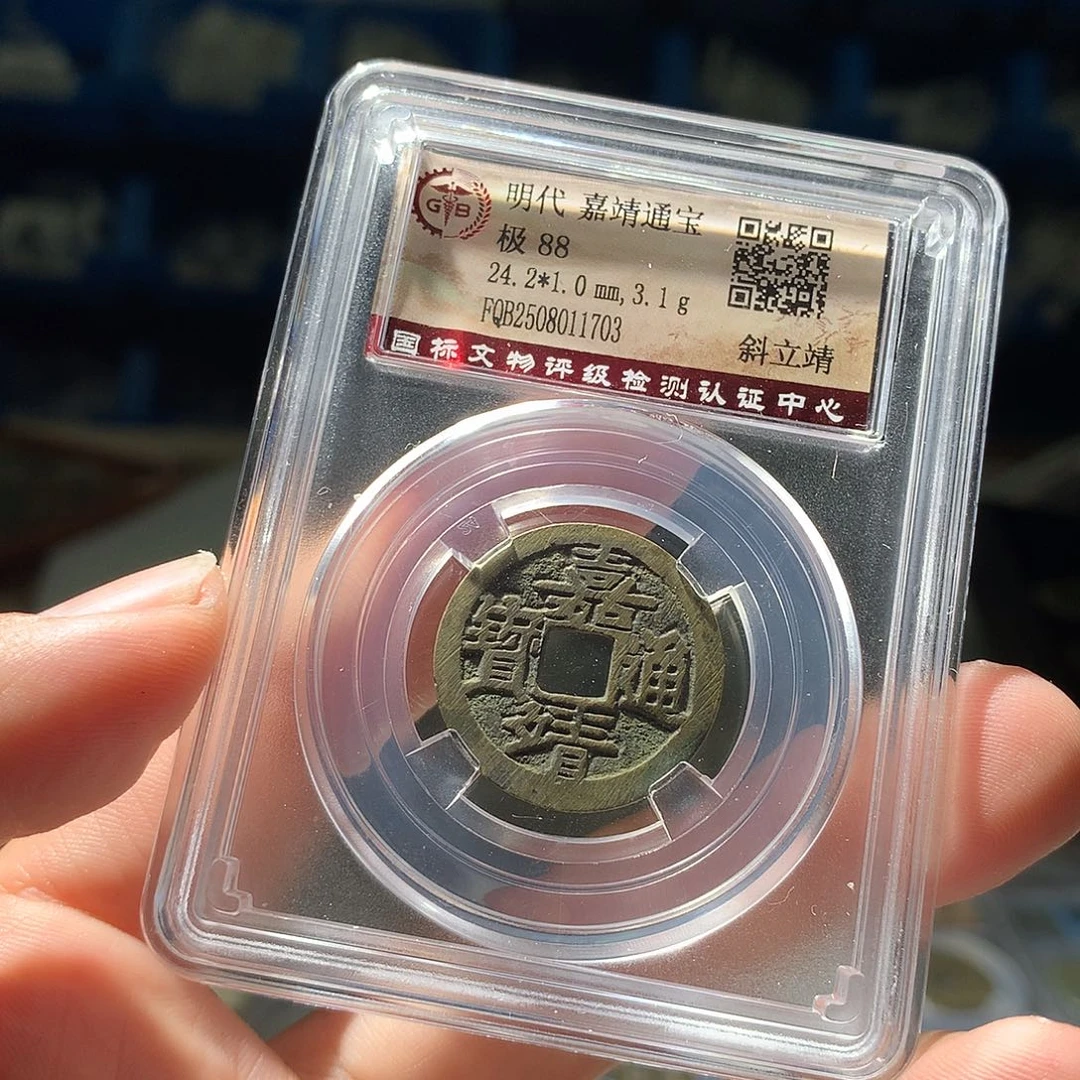 GB
明代 嘉靖通宝
极 88
24.2*1.0 mm, 3.1 g
FQB2508011703
斜立靖
国标文物评级检测认证中心
嘉
寶 通
靖